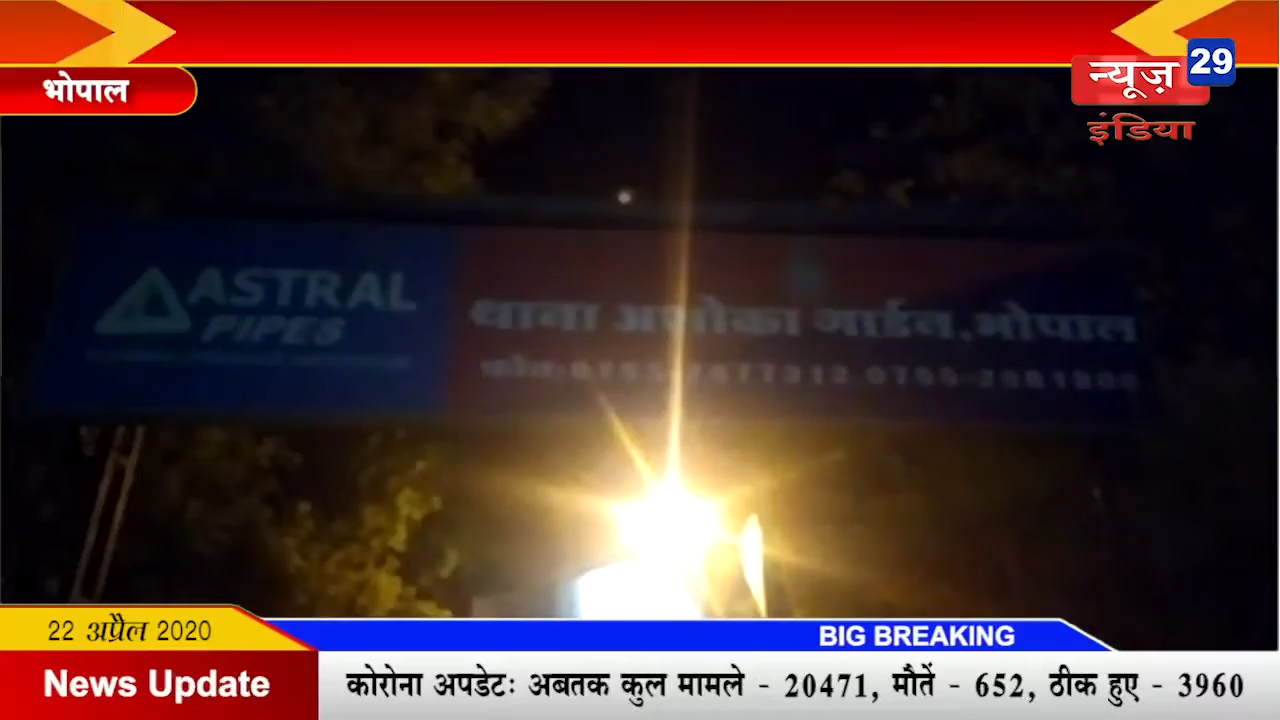 भोपाल
न्यूज़ 29
इंडिया
ASTRAL
PIPES
थाना अशोका गार्डन, भोपाल
22 अप्रैल 2020
BIG BREAKING
News Update
कोरोना अपडेटः अबतक कुल मामले - 20471, मौतें - 652, ठीक हुए - 3960